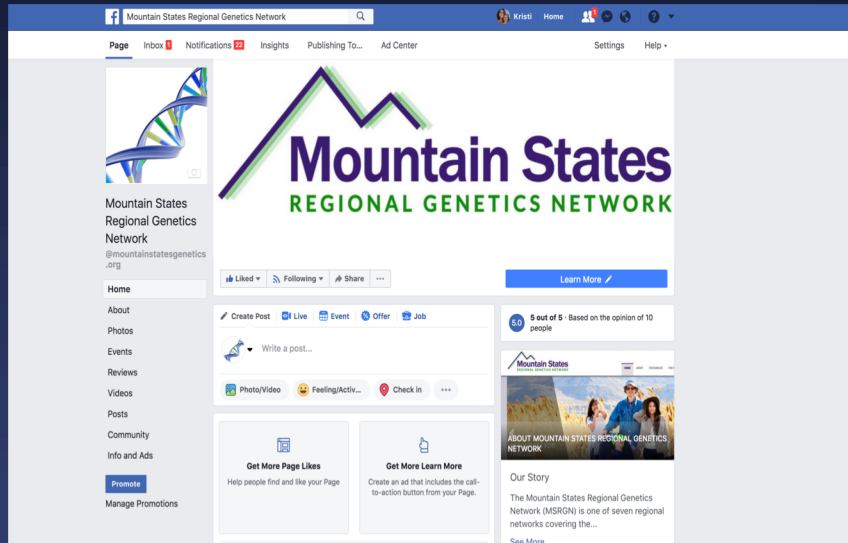 Mountain States Regional Genetics Network
Kristi Home 1
Page Inbox 1 Notifications 22 Insights Publishing To... Ad Center Settings Help
Mountain States
REGIONAL GENETICS NETWORK
Mountain States
Regional Genetics
Network
@mountainstatesgenetics
.org
Liked Following Share ... Learn More
Home
About
Photos
Events
Reviews
Videos
Posts
Community
Info and Ads
Promote
Manage Promotions
Create Post Live Event Offer Job
Write a post...
Photo/Video Feeling/Activ... Check in ...
Get More Page Likes
Help people find and like your Page
Get More Learn More
Create an ad that includes the call-
to-action button from your Page.
5.0 5 out of 5 · Based on the opinion of 10
people
Mountain States
REGIONAL GENETICS NETWORK
HOME
ABOUT MOUNTAIN STATES REGIONAL GENETICS
NETWORK
Our Story
The Mountain States Regional Genetics
Network (MSRGN) is one of seven regional
networks covering the...
See More